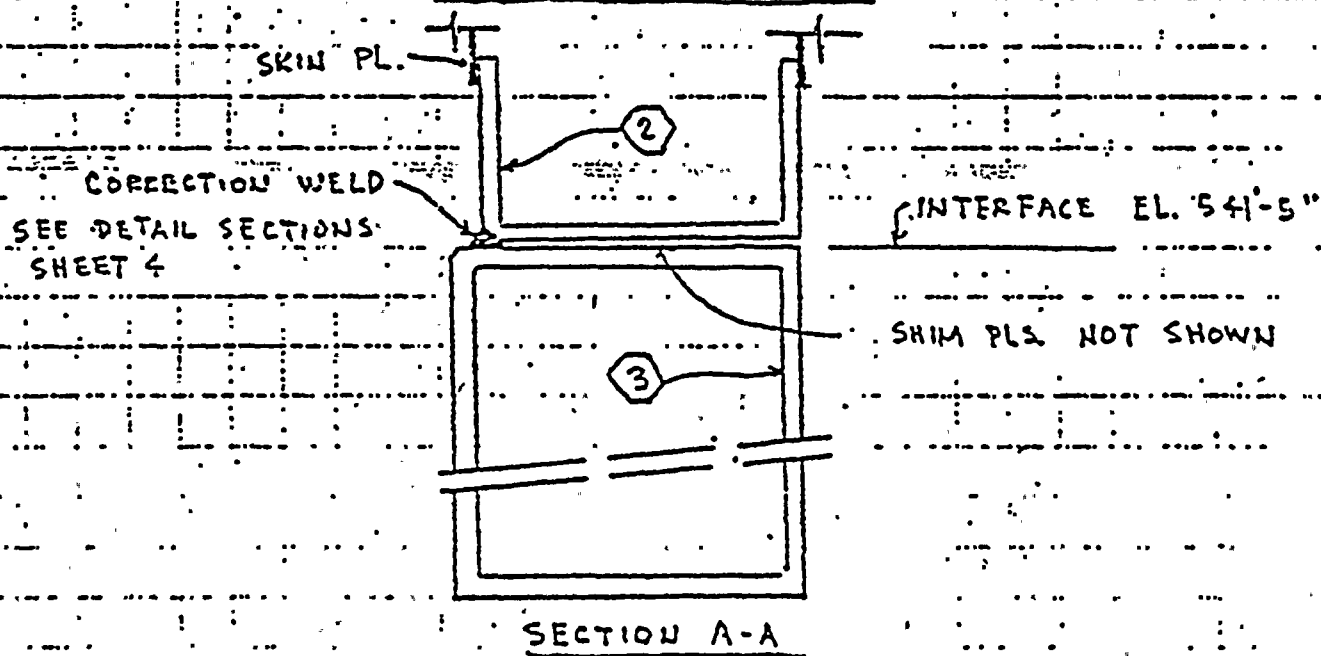 SKIN PL.
2
CORRECTION WELD
SEE DETAIL SECTIONS
SHEET 4
INTERFACE EL. 541'-5"
SHIM PLS NOT SHOWN
3
SECTION A-A